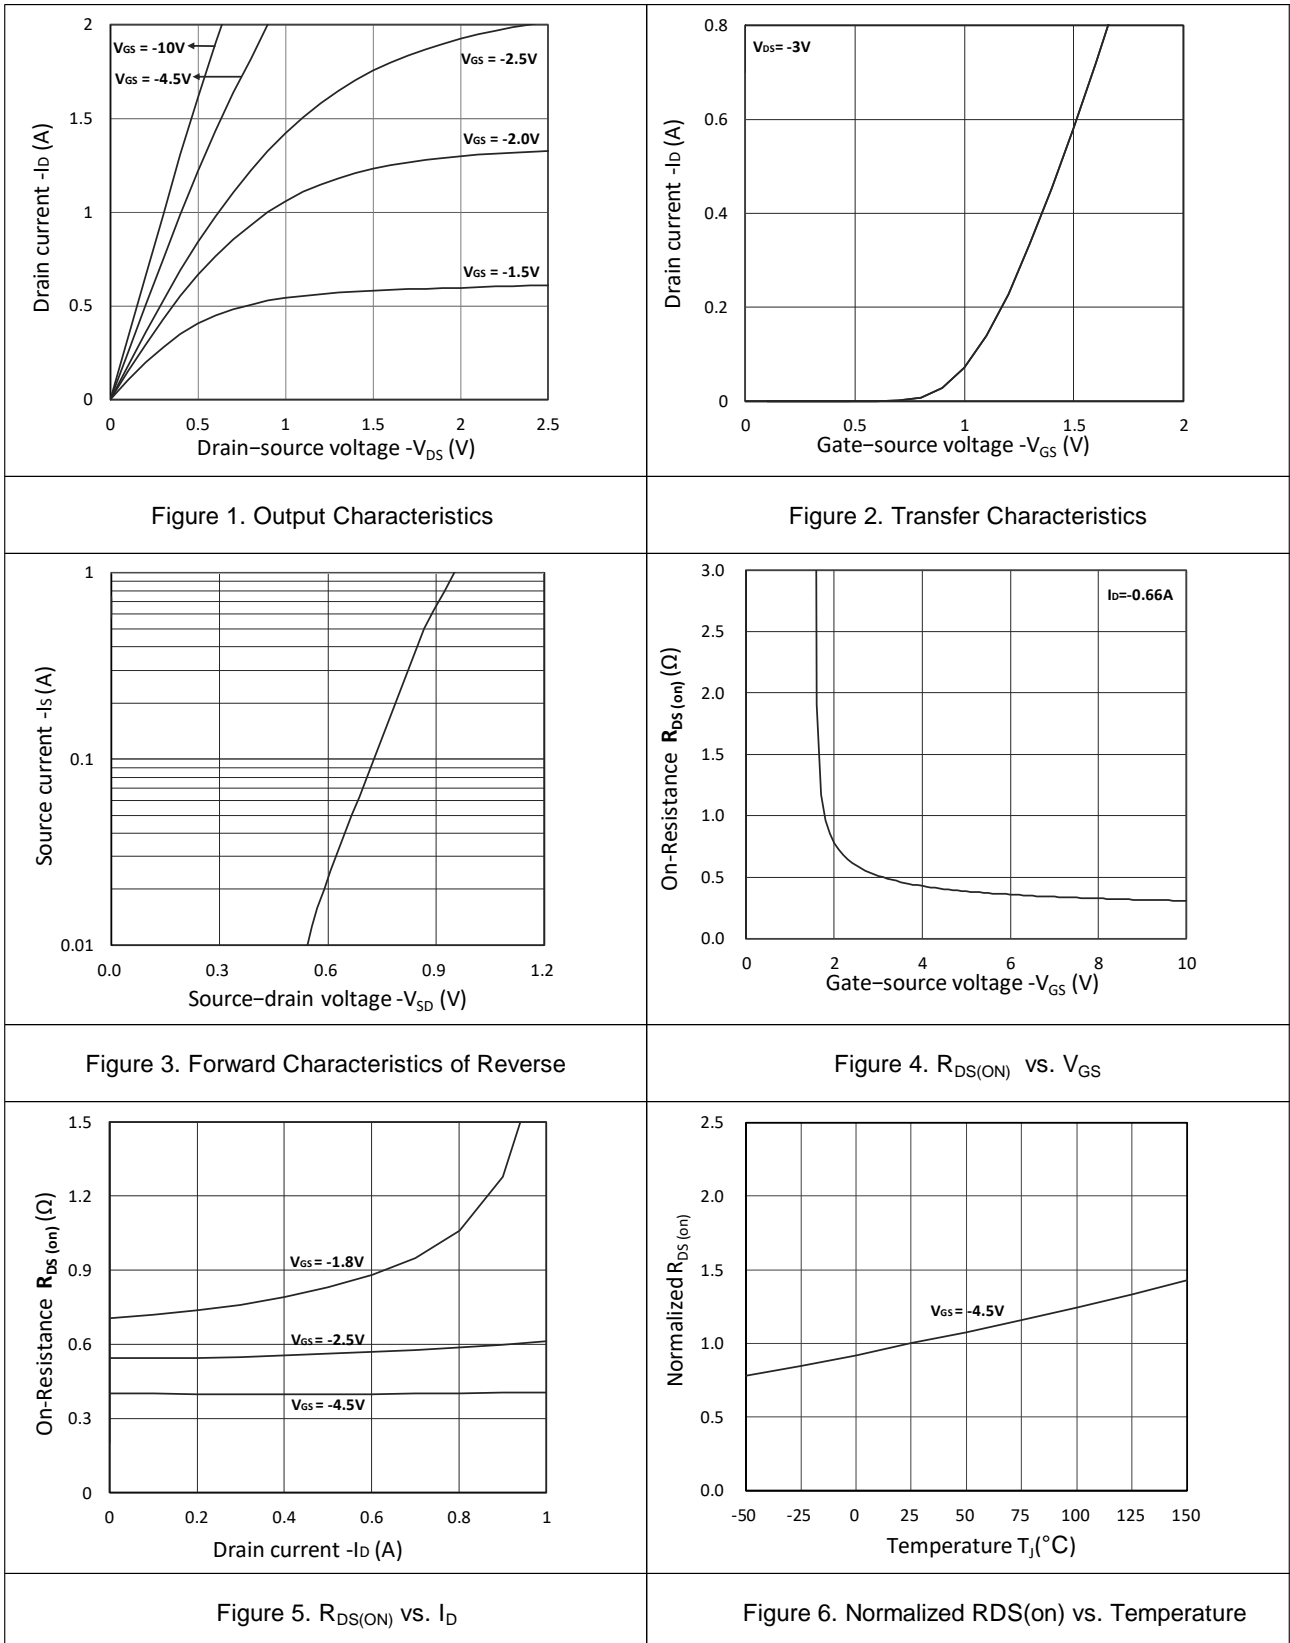 2
1.5
1
0.5
0
0 0.5 1 1.5 2 2.5
Drain current -ID (A)
VGS = -10V
VGS = -4.5V
VGS = -2.5V
VGS = -2.0V
VGS = -1.5V
Drain−source voltage -VDS (V)
0.8
0.6
0.4
0.2
0
0 0.5 1 1.5 2
Drain current -ID (A)
VDS= -3V
Gate−source voltage -VGS (V)
Figure 1. Output Characteristics
Figure 2. Transfer Characteristics
1
0.1
0.01
0.0 0.3 0.6 0.9 1.2
Source current -IS (A)
Source−drain voltage -VSD (V)
3.0
2.5
2.0
1.5
1.0
0.5
0.0
0 2 4 6 8 10
On-Resistance RDS (on) (Ω)
ID=-0.66A
Gate−source voltage -VGS (V)
Figure 3. Forward Characteristics of Reverse
Figure 4. RDS(ON) vs. VGS
1.5
1.2
0.9
0.6
0.3
0
0 0.2 0.4 0.6 0.8 1
On-Resistance RDS (on) (Ω)
VGS = -1.8V
VGS = -2.5V
VGS = -4.5V
Drain current -ID (A)
2.5
2.0
1.5
1.0
0.5
0.0
-50 -25 0 25 50 75 100 125 150
Normalized RDS (on)
VGS = -4.5V
Temperature TJ(°C)
Figure 5. RDS(ON) vs. ID
Figure 6. Normalized RDS(on) vs. Temperature